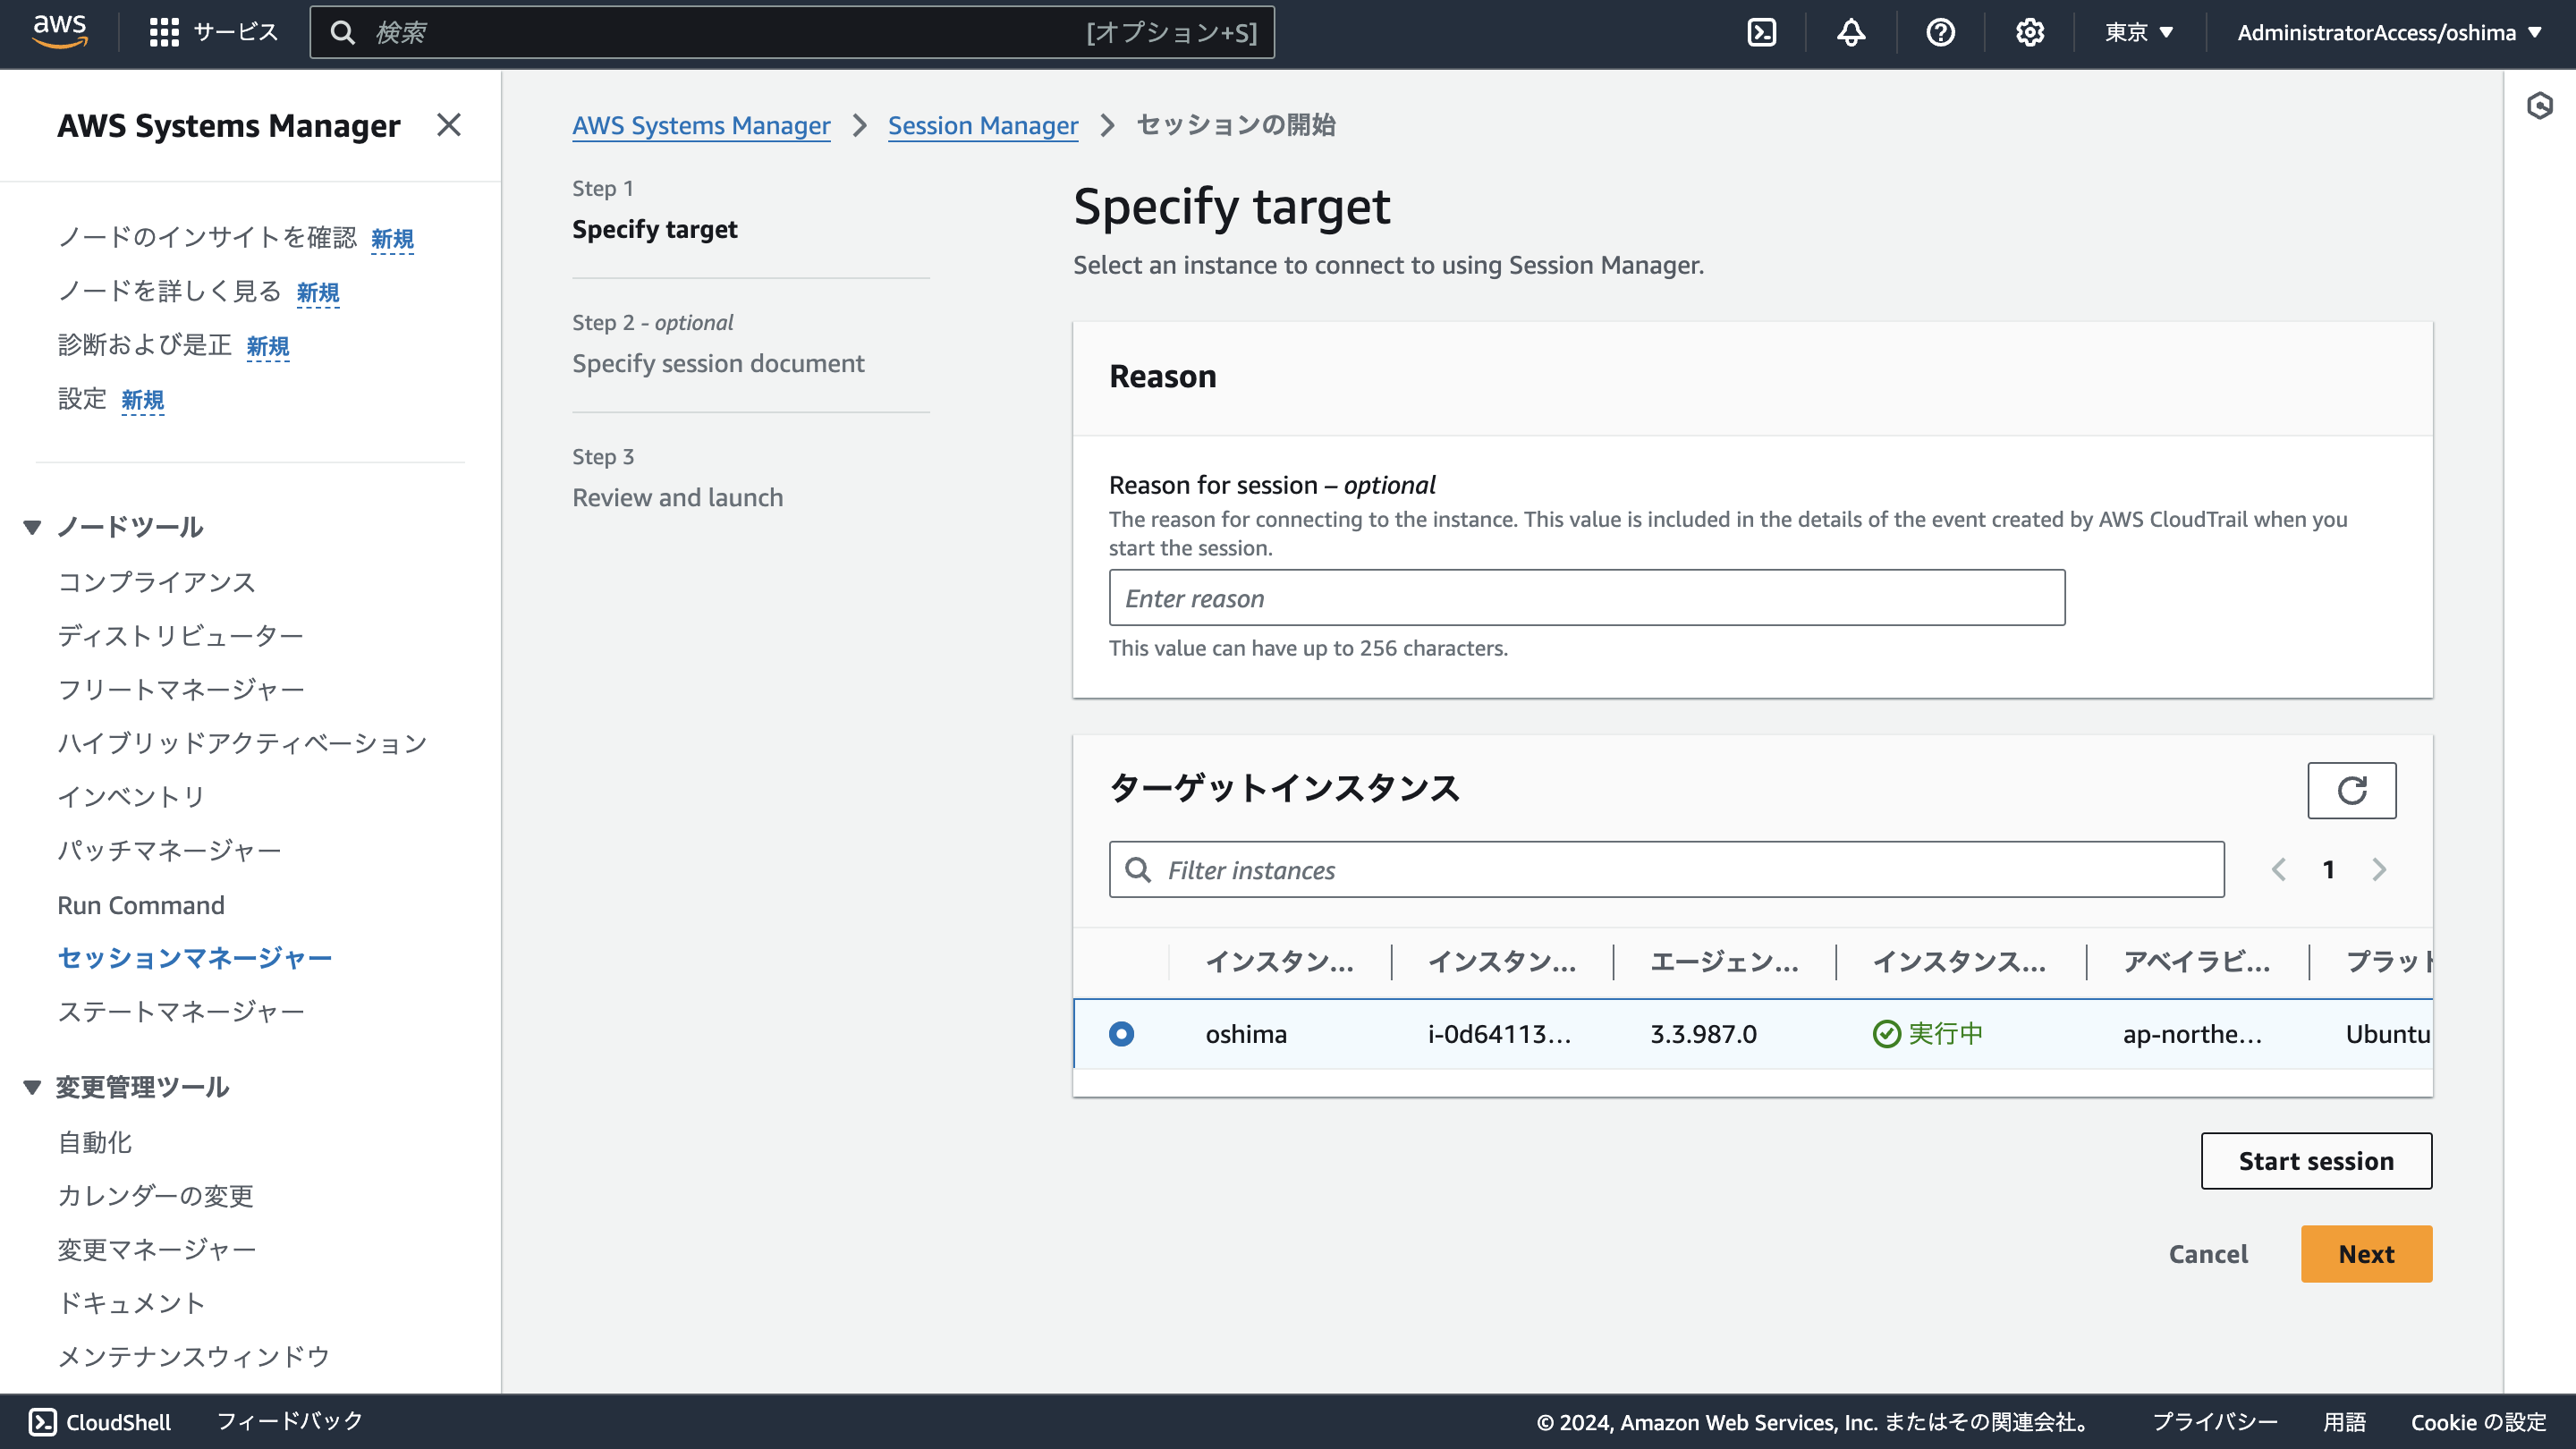 aws
サービス
検索
[オプション+S]
東京 ▼
AdministratorAccess/oshima ▼
AWS Systems Manager
ノードのインサイトを確認 新規
ノードを詳しく見る 新規
診断および是正 新規
設定 新規
ノードツール
コンプライアンス
ディストリビューター
フリートマネージャー
ハイブリッドアクティベーション
インベントリ
パッチマネージャー
Run Command
セッションマネージャー
ステートマネージャー
変更管理ツール
自動化
カレンダーの変更
変更マネージャー
ドキュメント
メンテナンスウィンドウ
AWS Systems Manager > Session Manager > セッションの開始
Step 1
Specify target
Step 2 - optional
Specify session document
Step 3
Review and launch
Specify target
Select an instance to connect to using Session Manager.
Reason
Reason for session – optional
The reason for connecting to the instance. This value is included in the details of the event created by AWS CloudTrail when you
start the session.
Enter reason
This value can have up to 256 characters.
ターゲットインスタンス
Filter instances
1
インスタン... インスタン... エージェン... インスタンス... アベイラビ... プラット
oshima i-0d64113... 3.3.987.0 実行中 ap-northe... Ubuntu
Start session
Cancel
Next
CloudShell
フィードバック
© 2024, Amazon Web Services, Inc. またはその関連会社。
プライバシー
用語
Cookie の設定